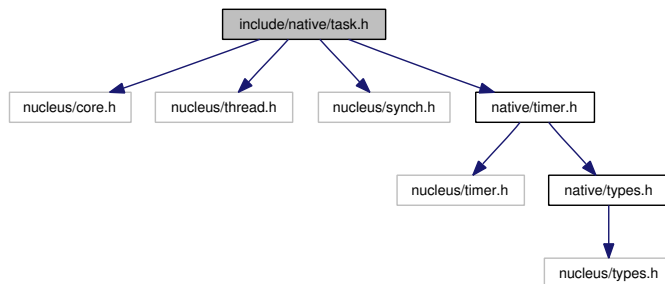 include/native/task.h
nucleus/core.h
nucleus/thread.h
nucleus/synch.h
native/timer.h
nucleus/timer.h
native/types.h
nucleus/types.h